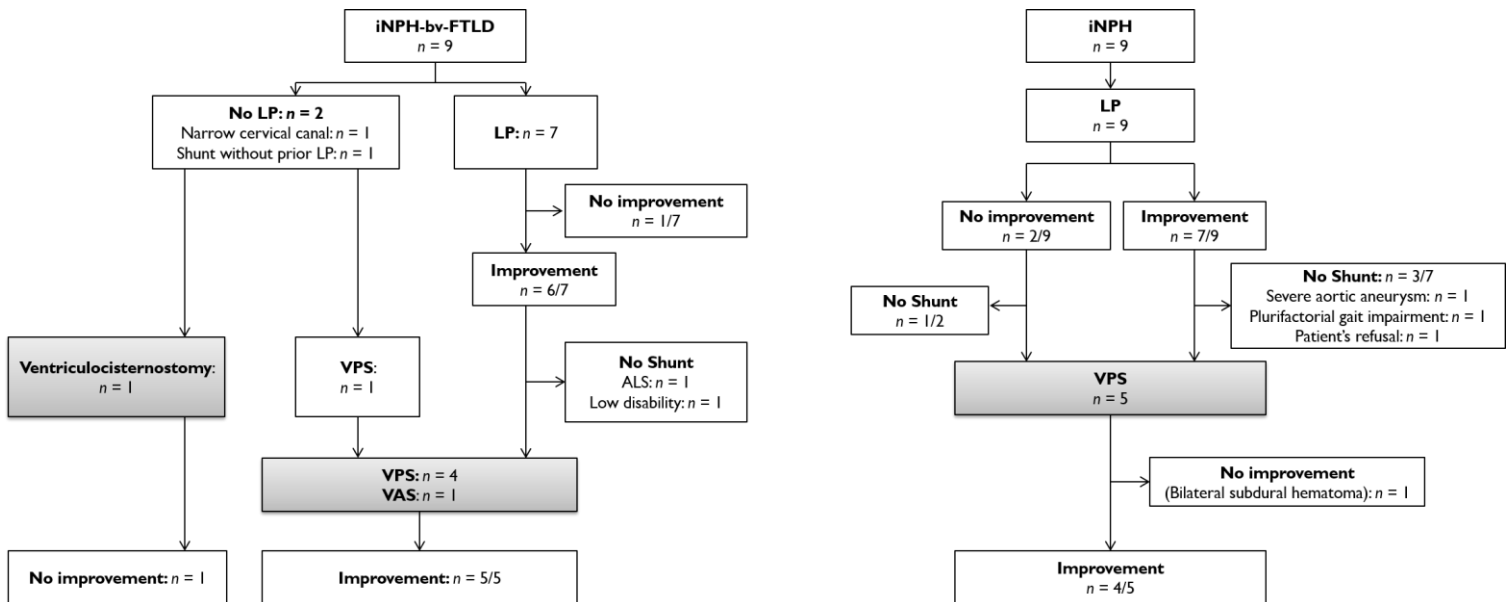 iNPH-bv-FTLD
n = 9
No LP: n = 2
Narrow cervical canal: n = 1
Shunt without prior LP: n = 1
LP: n = 7
No improvement
n = 1/7
Improvement
n = 6/7
Ventriculocisternostomy:
n = 1
VPS:
n = 1
No Shunt
ALS: n = 1
Low disability: n = 1
VPS: n = 4
VAS: n = 1
No improvement: n = 1
Improvement: n = 5/5
iNPH
n = 9
LP
n = 9
No improvement
n = 2/9
Improvement
n = 7/9
No Shunt
n = 1/2
No Shunt: n = 3/7
Severe aortic aneurysm: n = 1
Plurifactorial gait impairment: n = 1
Patient's refusal: n = 1
VPS
n = 5
No improvement
(Bilateral subdural hematoma): n = 1
Improvement
n = 4/5